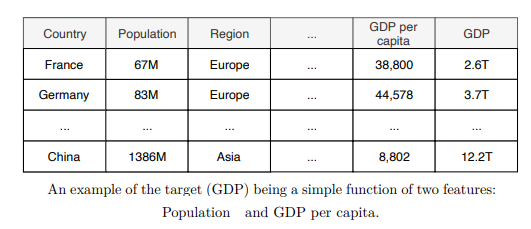 Country Population Region ... GDP per capita GDP
France 67M Europe ... 38,800 2.6T
Germany 83M Europe ... 44,578 3.7T
... ... ... ... ... ...
China 1386M Asia ... 8,802 12.2T
An example of the target (GDP) being a simple function of two features:
Population and GDP per capita.